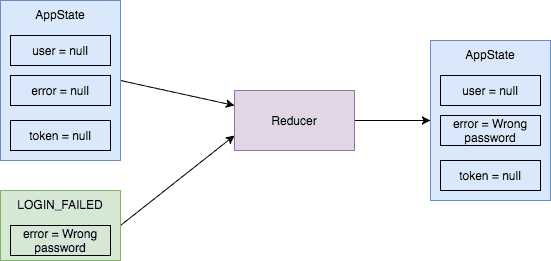 AppState
user = null
error = null
token = null
LOGIN_FAILED
error = Wrong
password
Reducer
AppState
user = null
error = Wrong
password
token = null